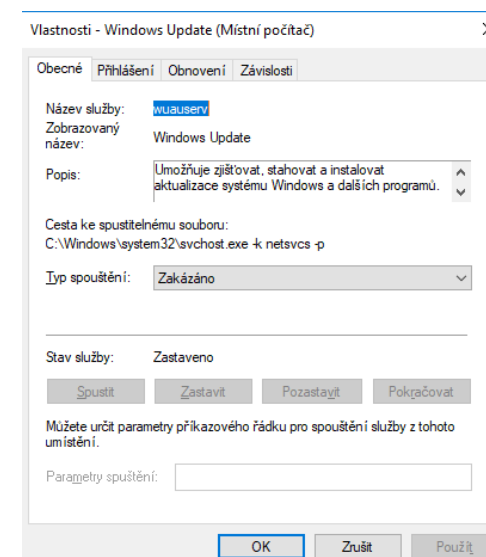 Vlastnosti - Windows Update (Místní počítač)
Obecné Přihlášení Obnovení Závislosti
Název služby: wuauserv
Zobrazovaný název: Windows Update
Popis: Umožňuje zjišťovat, stahovat a instalovat
aktualizace systému Windows a dalších programů.
Cesta ke spustitelnému souboru:
C:\Windows\system32\svchost.exe -k netsvcs -p
Typ spouštění: Zakázáno
Stav služby: Zastaveno
Spustit Zastavit Pozastavit Pokračovat
Můžete určit parametry příkazového řádku pro spouštění služby z tohoto
umístění.
Parametry spuštění:
OK Zrušit Použít